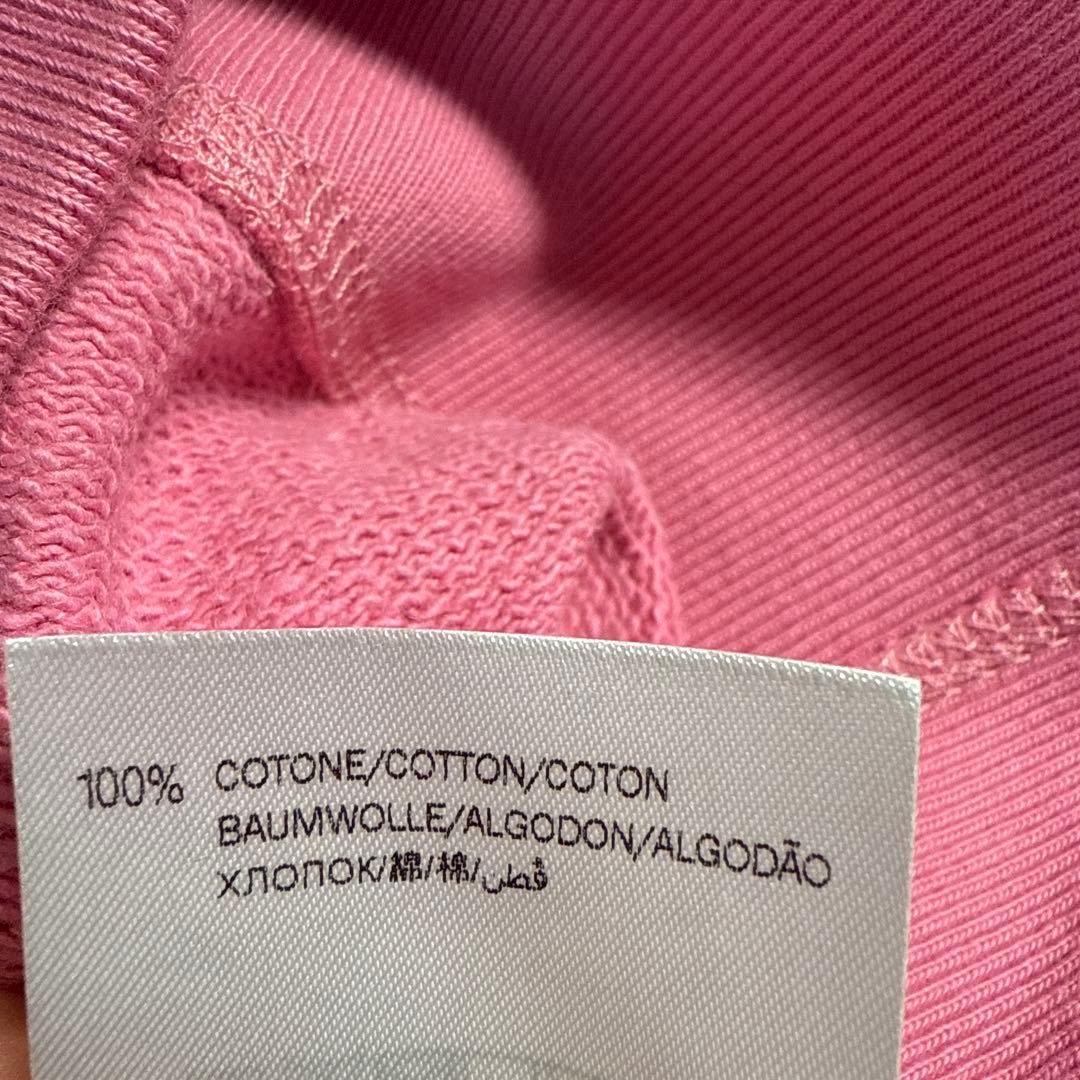 100% COTONE/COTTON/COTON
BAUMWOLLE/ALGODON/ALGODÃO
ХЛОПОК/綿/棉/قطن